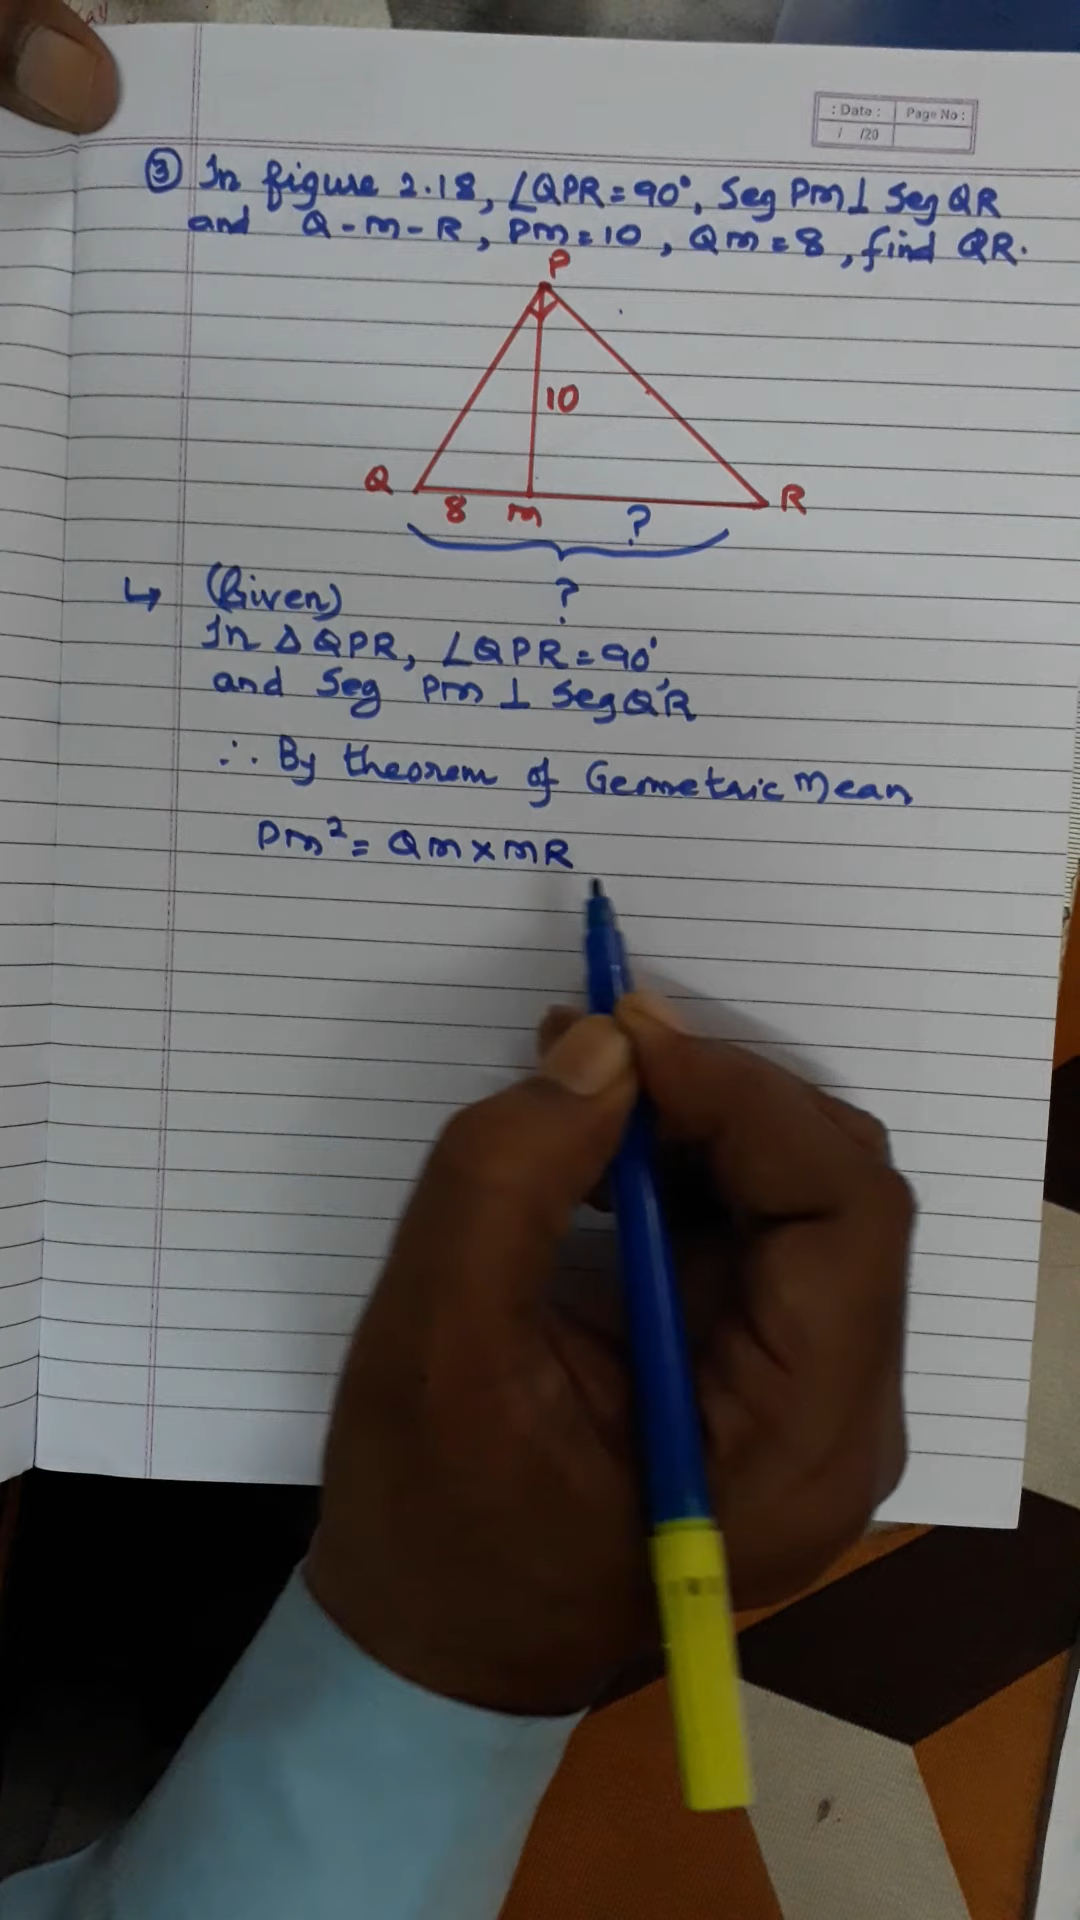 : Date :
Page No :
/ /20
③ In figure 2.18, ∠QPR=90°, Seg PM⊥ Seg QR
and Q-M-R, PM=10, QM=8, find QR.
P
10
Q
8
M
?
R
?
↳ (Given)
In △QPR, ∠QPR=90°
and Seg PM ⊥ Seg QR
∴ By theorem of Geometric Mean
PM²= QM×MR